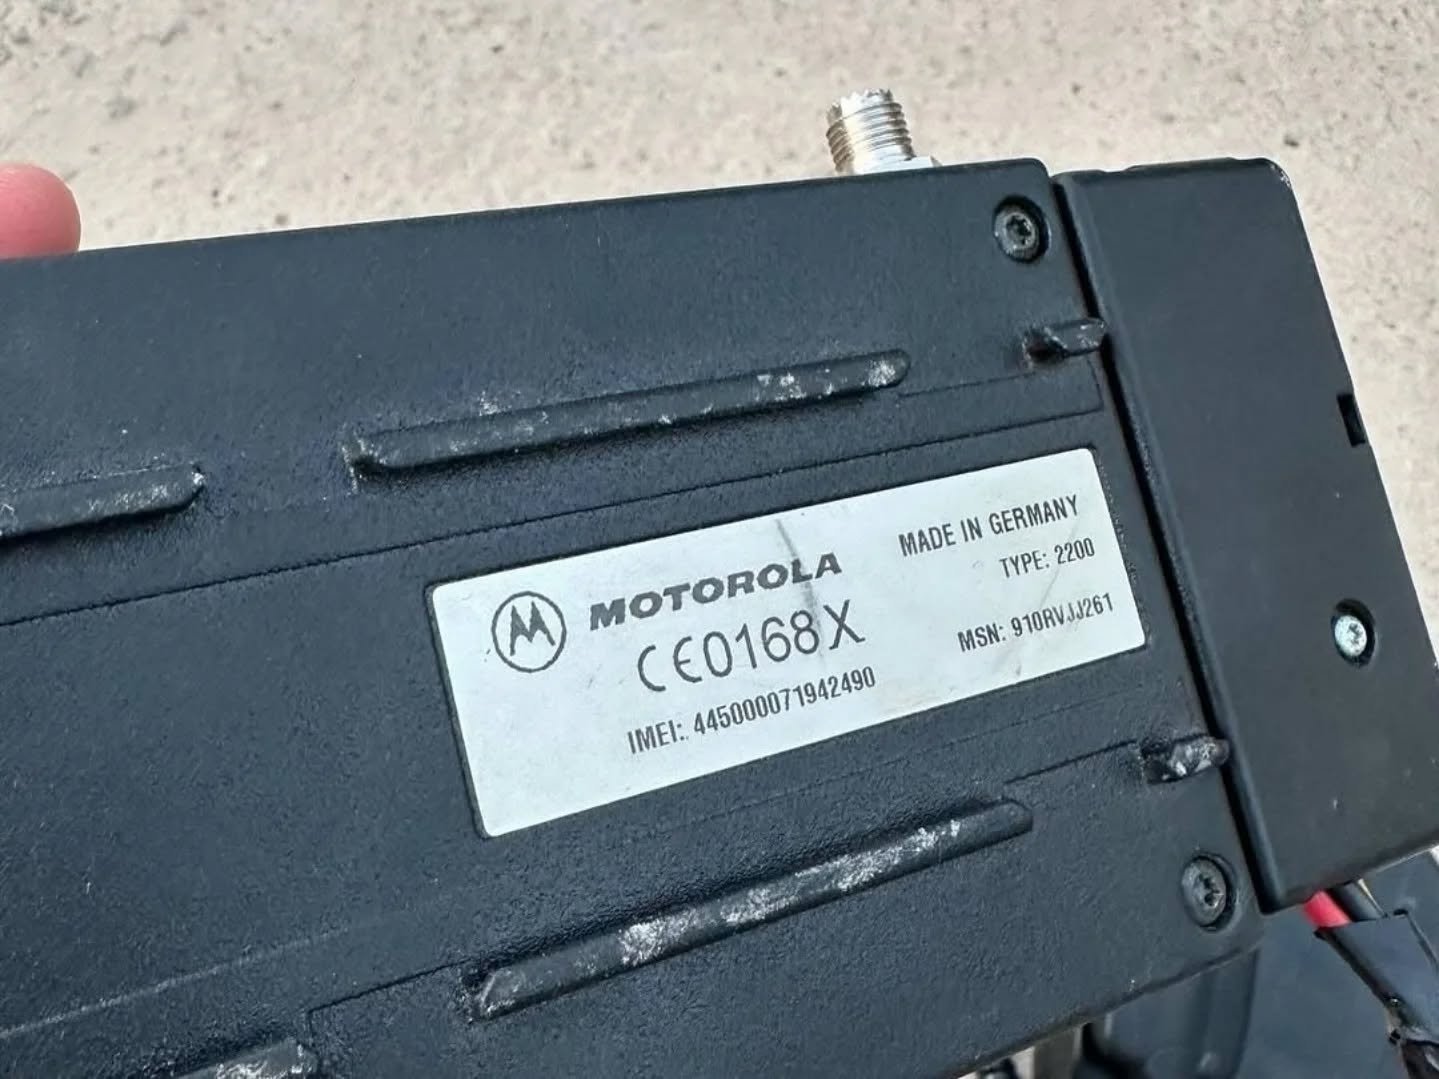 MOTOROLA
CE0168X
IMEI: 445000071942490
MADE IN GERMANY
TYPE: 2200
MSN: 910RVJJ261